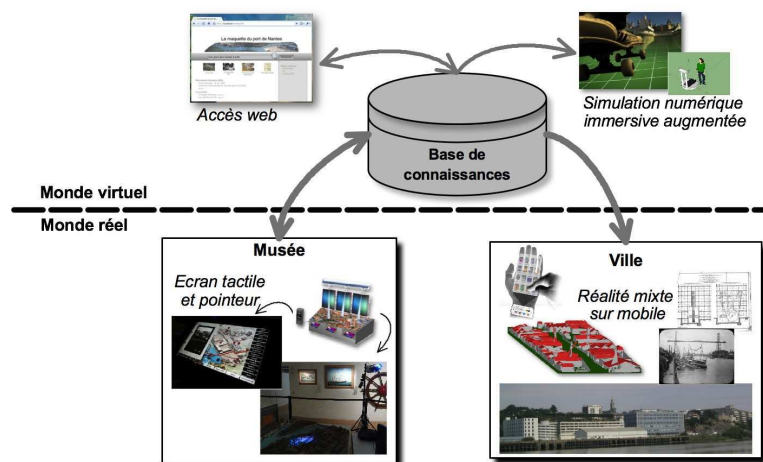 La maquette du port de Nantes
Accès web
Simulation numérique
immersive augmentée
Base de
connaissances
Monde virtuel
Monde réel
Musée
Ecran tactile
et pointeur
Ville
Réalité mixte
sur mobile